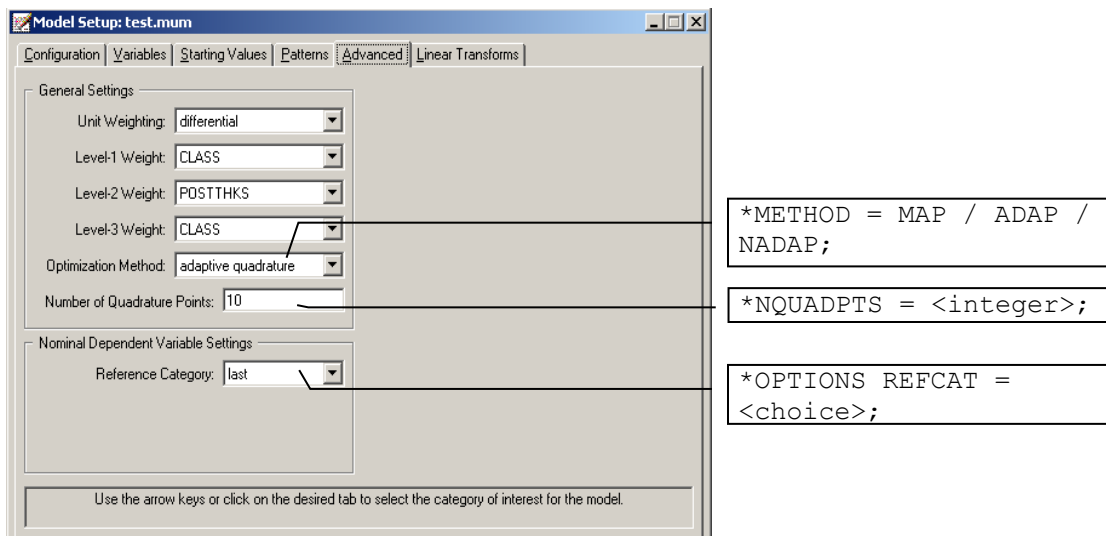 Model Setup: test.mum
Configuration Variables Starting Values Patterns Advanced Linear Transforms
General Settings
Unit Weighting: differential
Level-1 Weight: CLASS
Level-2 Weight: POSTTHKS
Level-3 Weight: CLASS
Optimization Method: adaptive quadrature
Number of Quadrature Points: 10
Nominal Dependent Variable Settings
Reference Category: last
Use the arrow keys or click on the desired tab to select the category of interest for the model.
*METHOD = MAP / ADAP /
NADAP;
*NQUADPTS = <integer>;
*OPTIONS REFCAT =
<choice>;